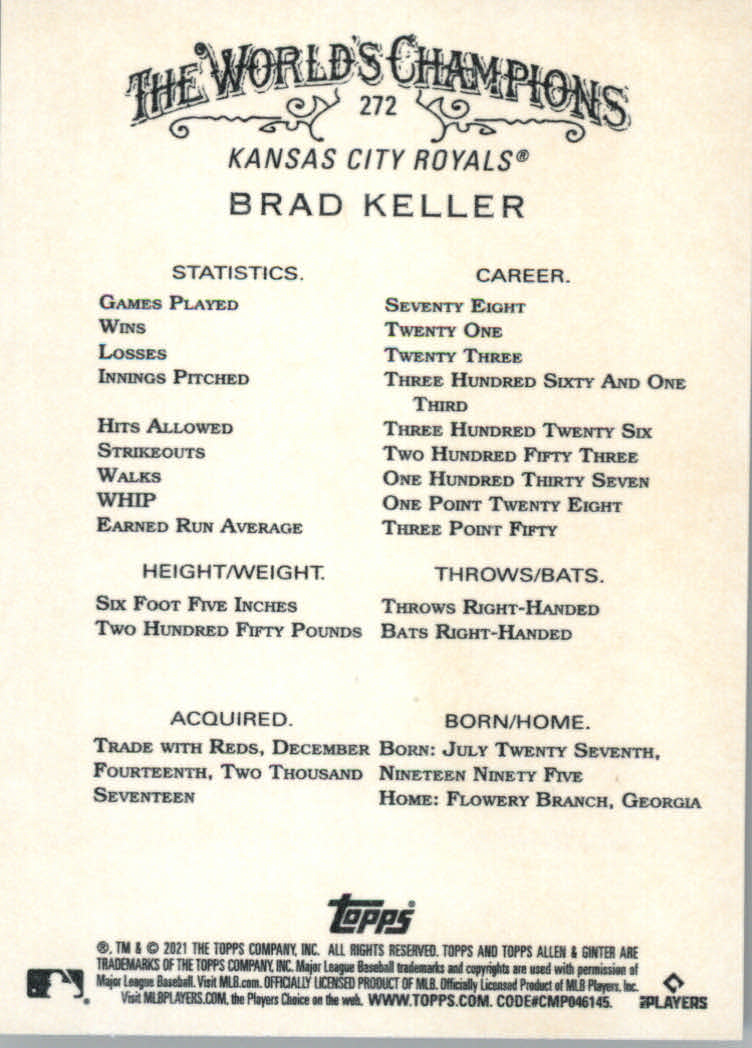 THE WORLD'S CHAMPIONS
272
KANSAS CITY ROYALS®
BRAD KELLER
STATISTICS. CAREER.
GAMES PLAYED SEVENTY EIGHT
WINS TWENTY ONE
LOSSES TWENTY THREE
INNINGS PITCHED THREE HUNDRED SIXTY AND ONE
THIRD
HITS ALLOWED THREE HUNDRED TWENTY SIX
STRIKEOUTS TWO HUNDRED FIFTY THREE
WALKS ONE HUNDRED THIRTY SEVEN
WHIP ONE POINT TWENTY EIGHT
EARNED RUN AVERAGE THREE POINT FIFTY
HEIGHT/WEIGHT. THROWS/BATS.
SIX FOOT FIVE INCHES THROWS RIGHT-HANDED
TWO HUNDRED FIFTY POUNDS BATS RIGHT-HANDED
ACQUIRED. BORN/HOME.
TRADE WITH REDS, DECEMBER BORN: JULY TWENTY SEVENTH,
FOURTEENTH, TWO THOUSAND NINETEEN NINETY FIVE
SEVENTEEN HOME: FLOWERY BRANCH, GEORGIA
topps
®, TM & © 2021 THE TOPPS COMPANY, INC. ALL RIGHTS RESERVED. TOPPS AND TOPPS ALLEN & GINTER ARE
TRADEMARKS OF THE TOPPS COMPANY, INC. Major League Baseball trademarks and copyrights are used with permission of
Major League Baseball. Visit MLB.com. OFFICIALLY LICENSED PRODUCT OF MLB. Officially Licensed Product of MLB Players, Inc.
Visit MLBPLAYERS.COM, the Players Choice on the web. WWW.TOPPS.COM. CODE#CMP046145.
PLAYERS